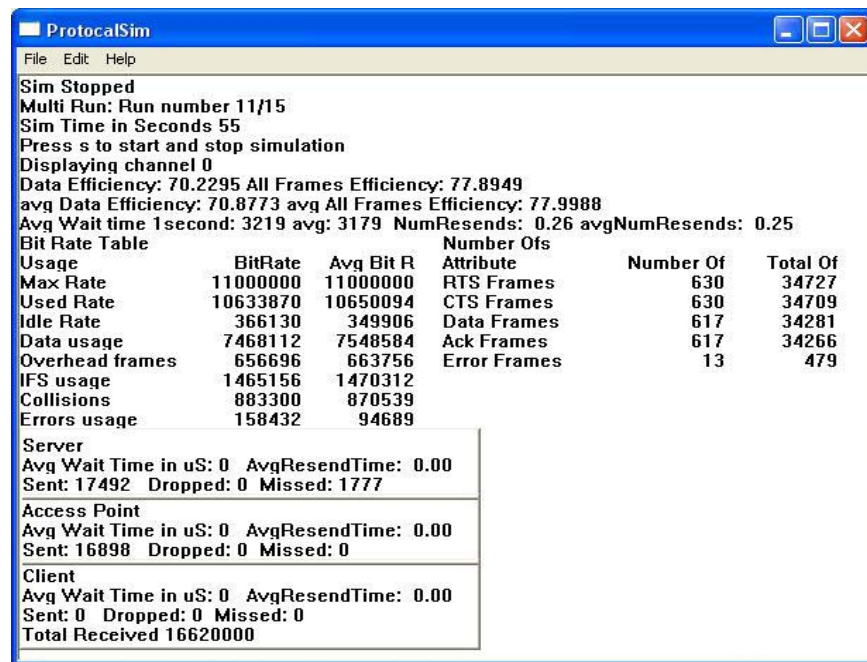 ProtocalSim
File Edit Help
Sim Stopped
Multi Run: Run number 11/15
Sim Time in Seconds 55
Press s to start and stop simulation
Displaying channel 0
Data Efficiency: 70.2295 All Frames Efficiency: 77.8949
avg Data Efficiency: 70.8773 avg All Frames Efficiency: 77.9988
Avg Wait time 1second: 3219 avg: 3179 NumResends: 0.26 avgNumResends: 0.25
Bit Rate Table Number Ofs
Usage BitRate Avg Bit R Attribute Number Of Total Of
Max Rate 11000000 11000000 RTS Frames 630 34727
Used Rate 10633870 10650094 CTS Frames 630 34709
Idle Rate 366130 349906 Data Frames 617 34281
Data usage 7468112 7548584 Ack Frames 617 34266
Overhead frames 656696 663756 Error Frames 13 479
IFS usage 1465156 1470312
Collisions 883300 870539
Errors usage 158432 94689
Server
Avg Wait Time in uS: 0 AvgResendTime: 0.00
Sent: 17492 Dropped: 0 Missed: 1777
Access Point
Avg Wait Time in uS: 0 AvgResendTime: 0.00
Sent: 16898 Dropped: 0 Missed: 0
Client
Avg Wait Time in uS: 0 AvgResendTime: 0.00
Sent: 0 Dropped: 0 Missed: 0
Total Received 16620000